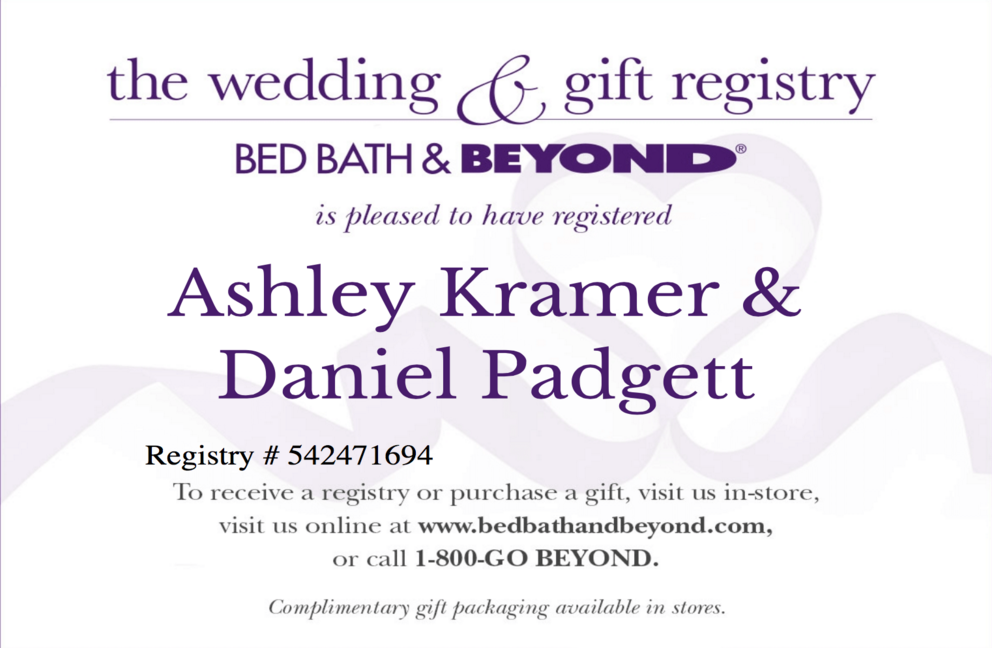 the wedding & gift registry
BED BATH & BEYOND®
is pleased to have registered
Ashley Kramer &
Daniel Padgett
Registry # 542471694
To receive a registry or purchase a gift, visit us in-store,
visit us online at www.bedbathandbeyond.com,
or call 1-800-GO BEYOND.
Complimentary gift packaging available in stores.